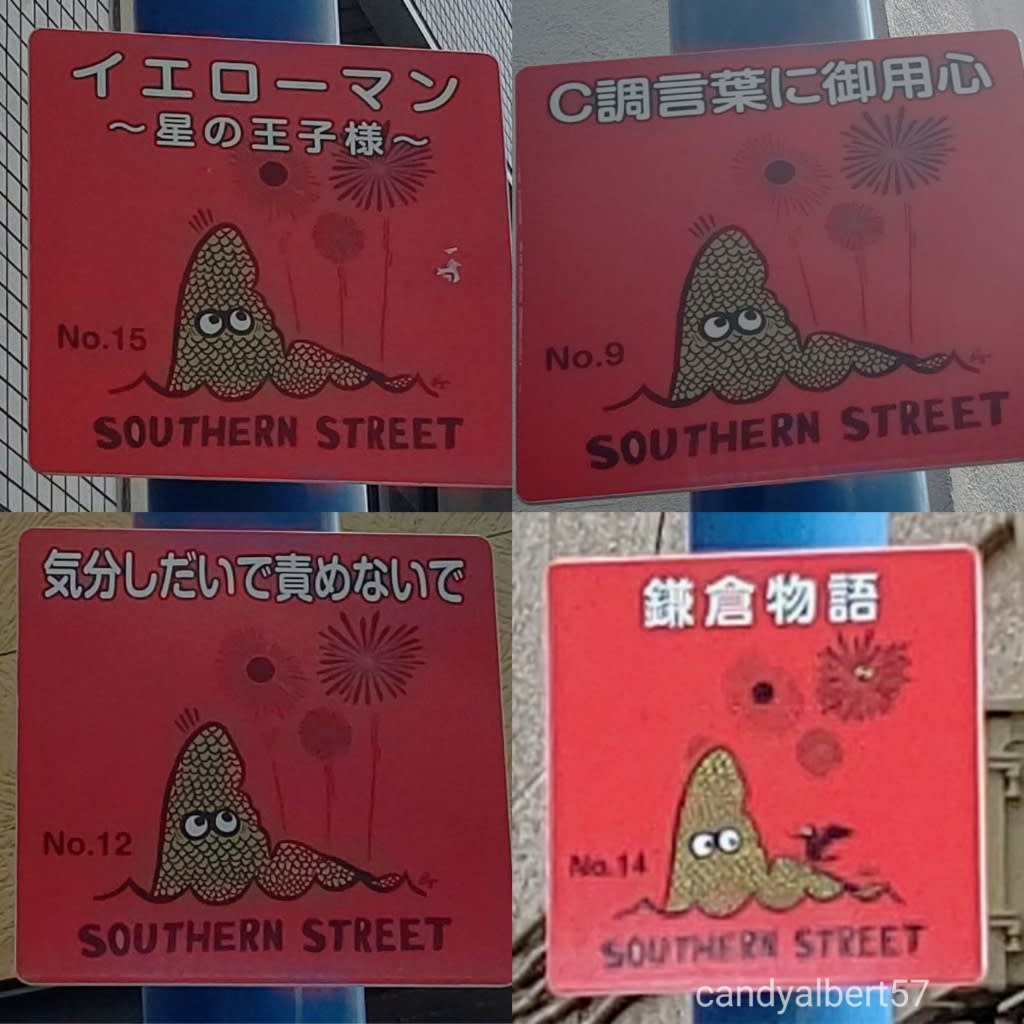 イエローマン
～星の王子様～
No.15
SOUTHERN STREET
C調言葉に御用心
No.9
SOUTHERN STREET
気分しだいで責めないで
No.12
SOUTHERN STREET
鎌倉物語
No.14
SOUTHERN STREET
candyalbert57